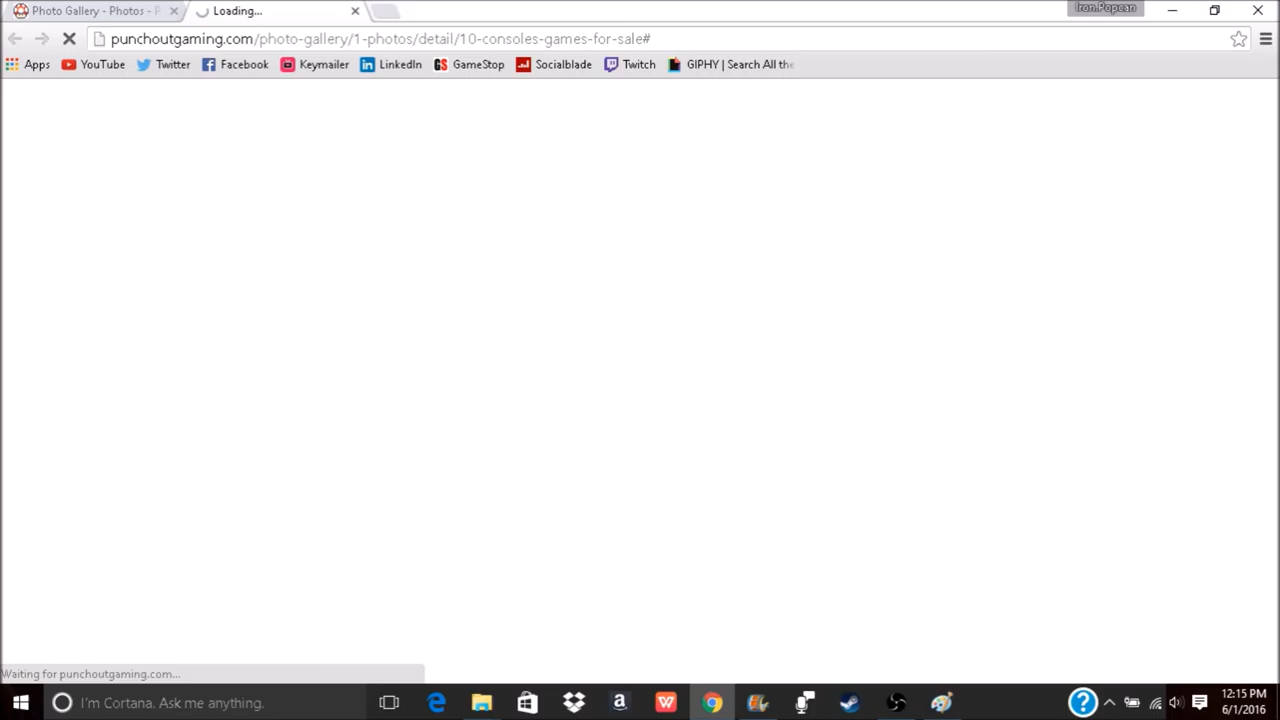 Photo Gallery - Photos - P
Loading...
Iron.Popcan
punchoutgaming.com/photo-gallery/1-photos/detail/10-consoles-games-for-sale#
Apps YouTube Twitter Facebook Keymailer LinkedIn GS GameStop Socialblade Twitch GIPHY | Search All the
Waiting for punchoutgaming.com...
I'm Cortana. Ask me anything.
12:15 PM
6/1/2016